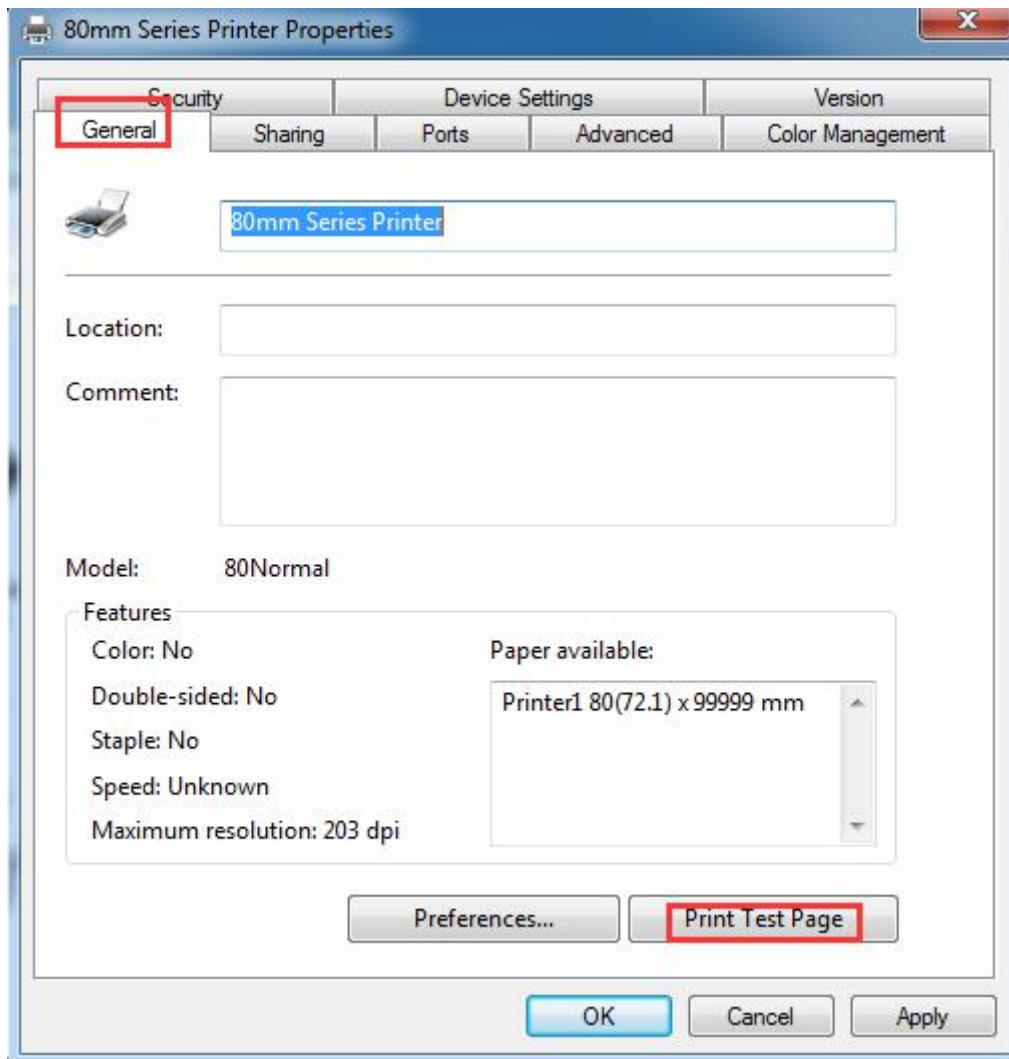 80mm Series Printer Properties
Security Device Settings Version
General Sharing Ports Advanced Color Management
80mm Series Printer
Location:
Comment:
Model: 80Normal
Features
Color: No Paper available:
Double-sided: No Printer1 80(72.1) x 99999 mm
Staple: No
Speed: Unknown
Maximum resolution: 203 dpi
Preferences... Print Test Page
OK Cancel Apply